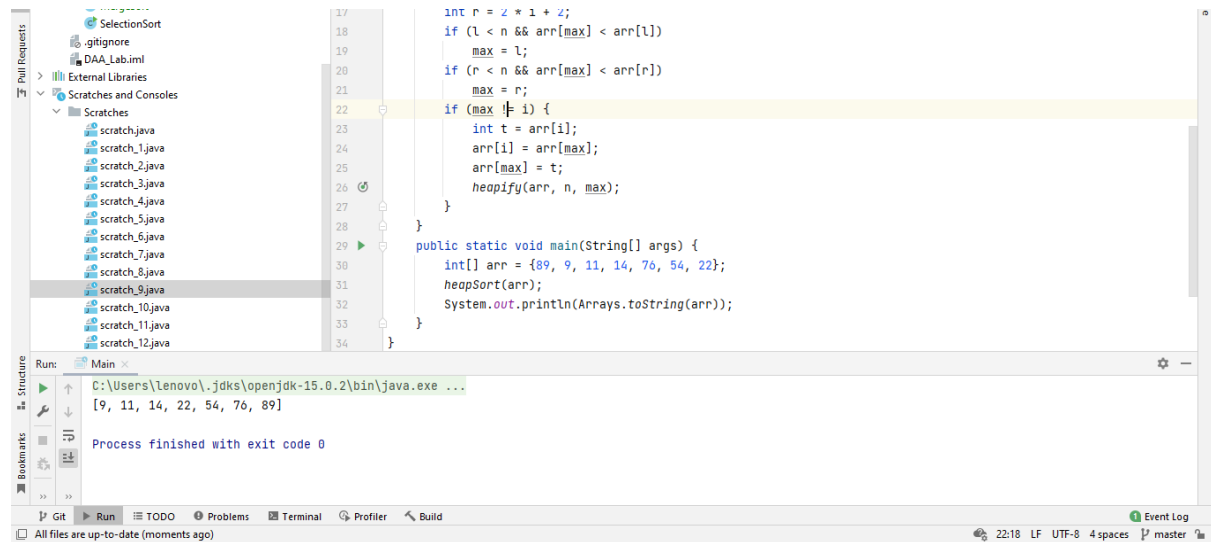 SelectionSort
.gitignore
DAA_Lab.iml
External Libraries
Scratches and Consoles
Scratches
scratch.java
scratch_1.java
scratch_2.java
scratch_3.java
scratch_4.java
scratch_5.java
scratch_6.java
scratch_7.java
scratch_8.java
scratch_9.java
scratch_10.java
scratch_11.java
scratch_12.java
Pull Requests
17 int r = 2 * i + 2;
18 if (l < n && arr[max] < arr[l])
19 max = l;
20 if (r < n && arr[max] < arr[r])
21 max = r;
22 if (max != i) {
23 int t = arr[i];
24 arr[i] = arr[max];
25 arr[max] = t;
26 heapify(arr, n, max);
27 }
28 }
29 public static void main(String[] args) {
30 int[] arr = {89, 9, 11, 14, 76, 54, 22};
31 heapSort(arr);
32 System.out.println(Arrays.toString(arr));
33 }
34 }
Run: Main
C:\Users\lenovo\.jdks\openjdk-15.0.2\bin\java.exe ...
[9, 11, 14, 22, 54, 76, 89]
Process finished with exit code 0
Structure
Bookmarks
Git Run TODO Problems Terminal Profiler Build 1 Event Log
All files are up-to-date (moments ago) 22:18 LF UTF-8 4 spaces master